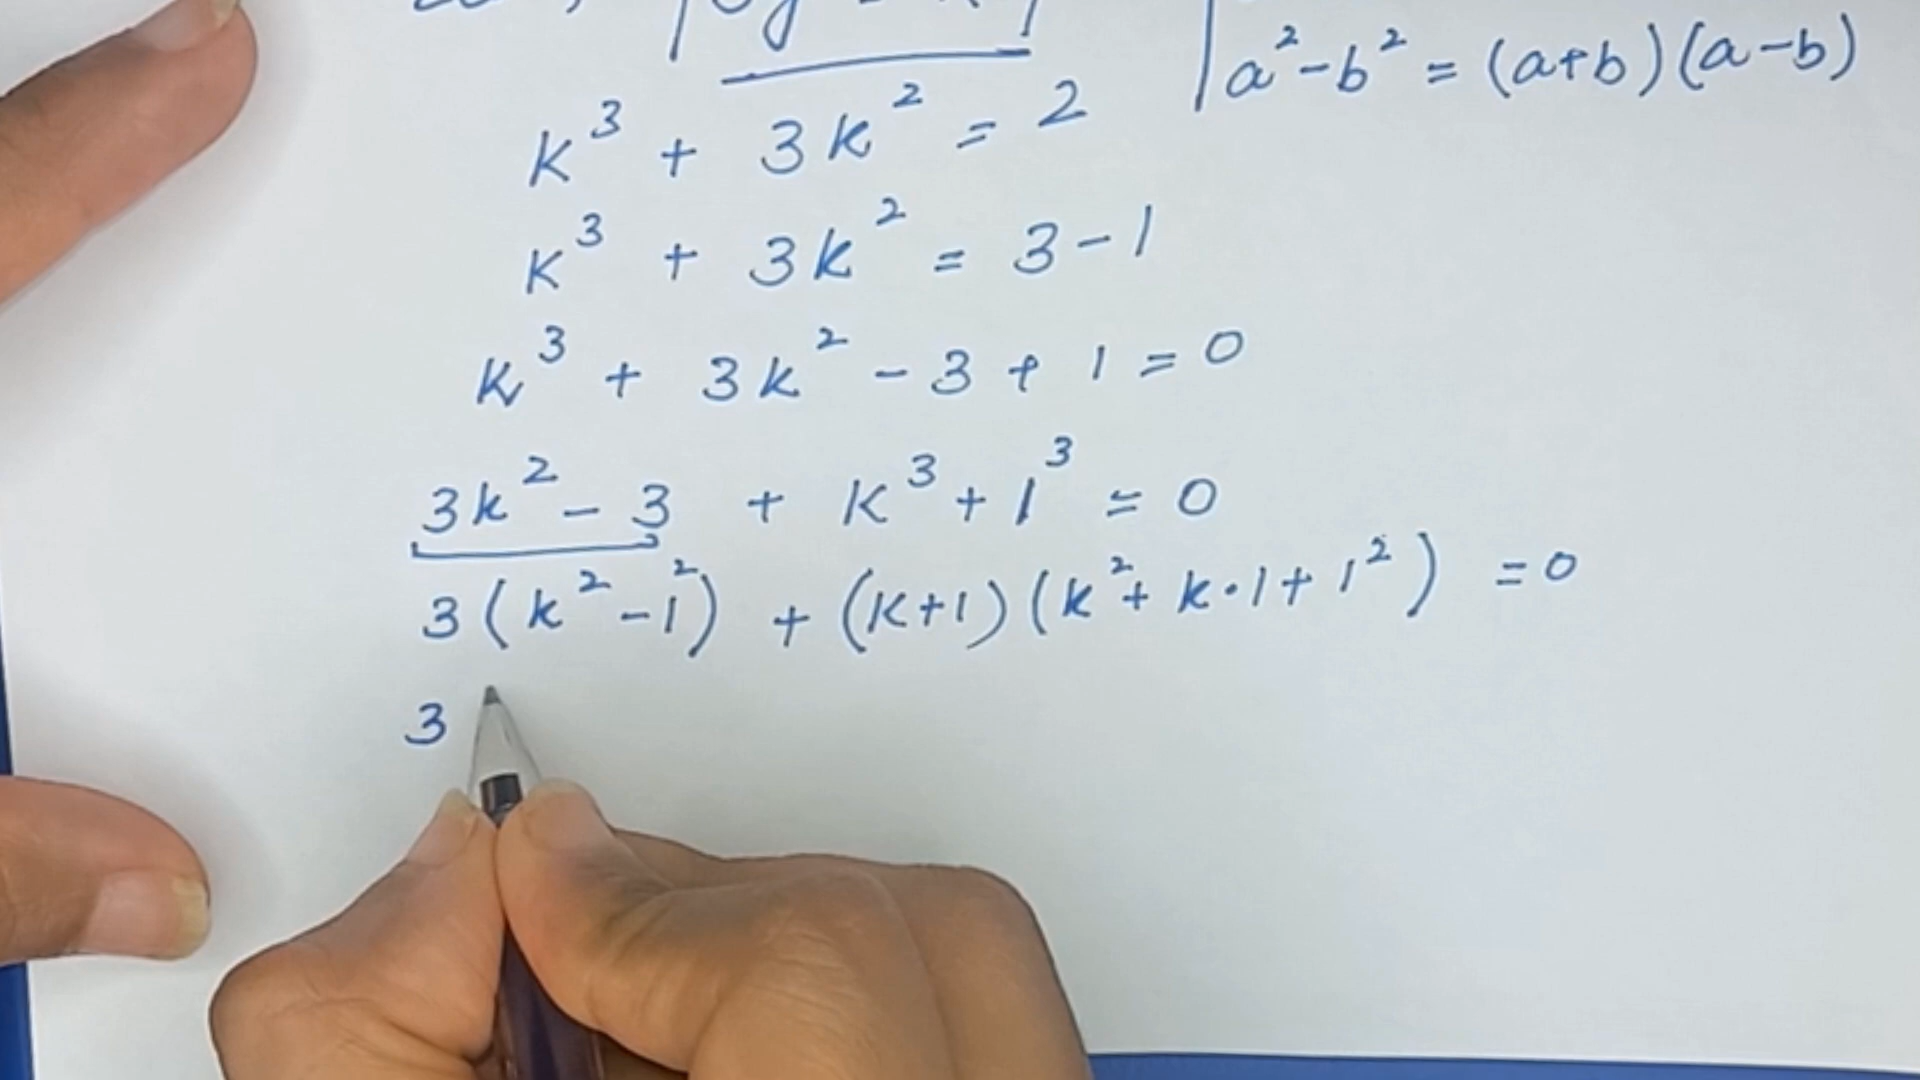 a² - b² = (a+b)(a-b)
K³ + 3k² = 2
K³ + 3k² = 3 - 1
k³ + 3k² - 3 + 1 = 0
3k² - 3 + K³ + 1³ = 0
3(k² - 1²) + (K+1)(k² + k·1 + 1²) = 0
3